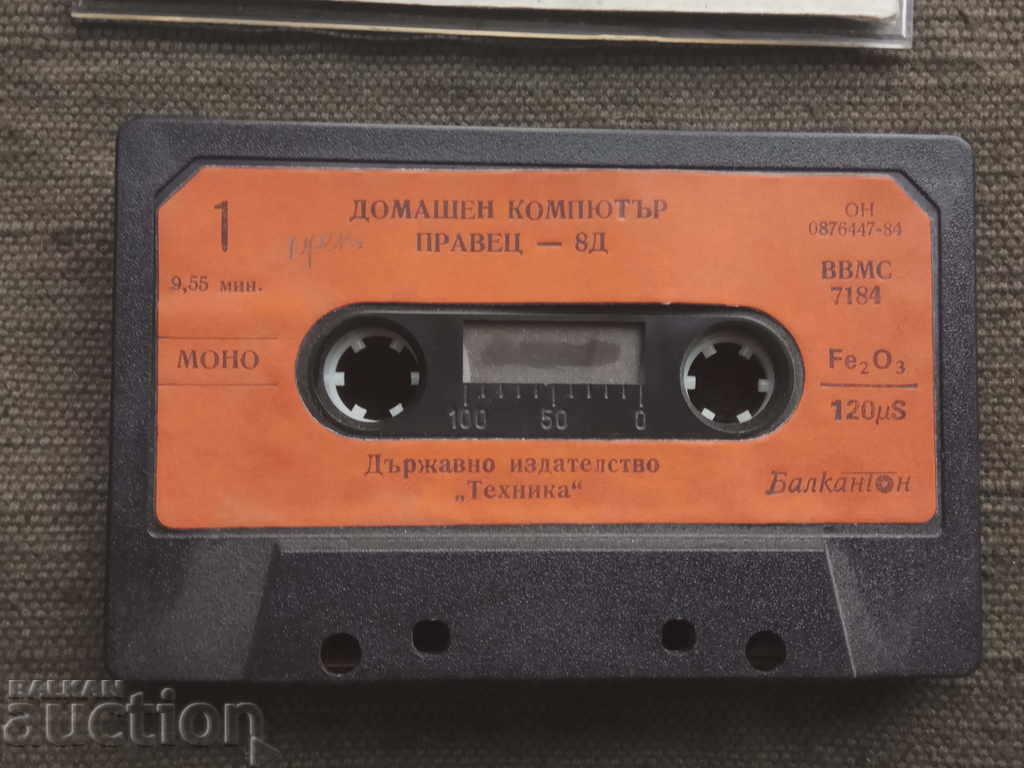 1
ДОМАШЕН КОМПЮТЪР
ПРАВЕЦ — 8Д
ОН
0876447-84
ВВМС
7184
9,55 мин.
МОНО
Fe₂O₃
120µS
100 50 0
Държавно издателство
„Техника“
Балкантон
BALKAN
auction